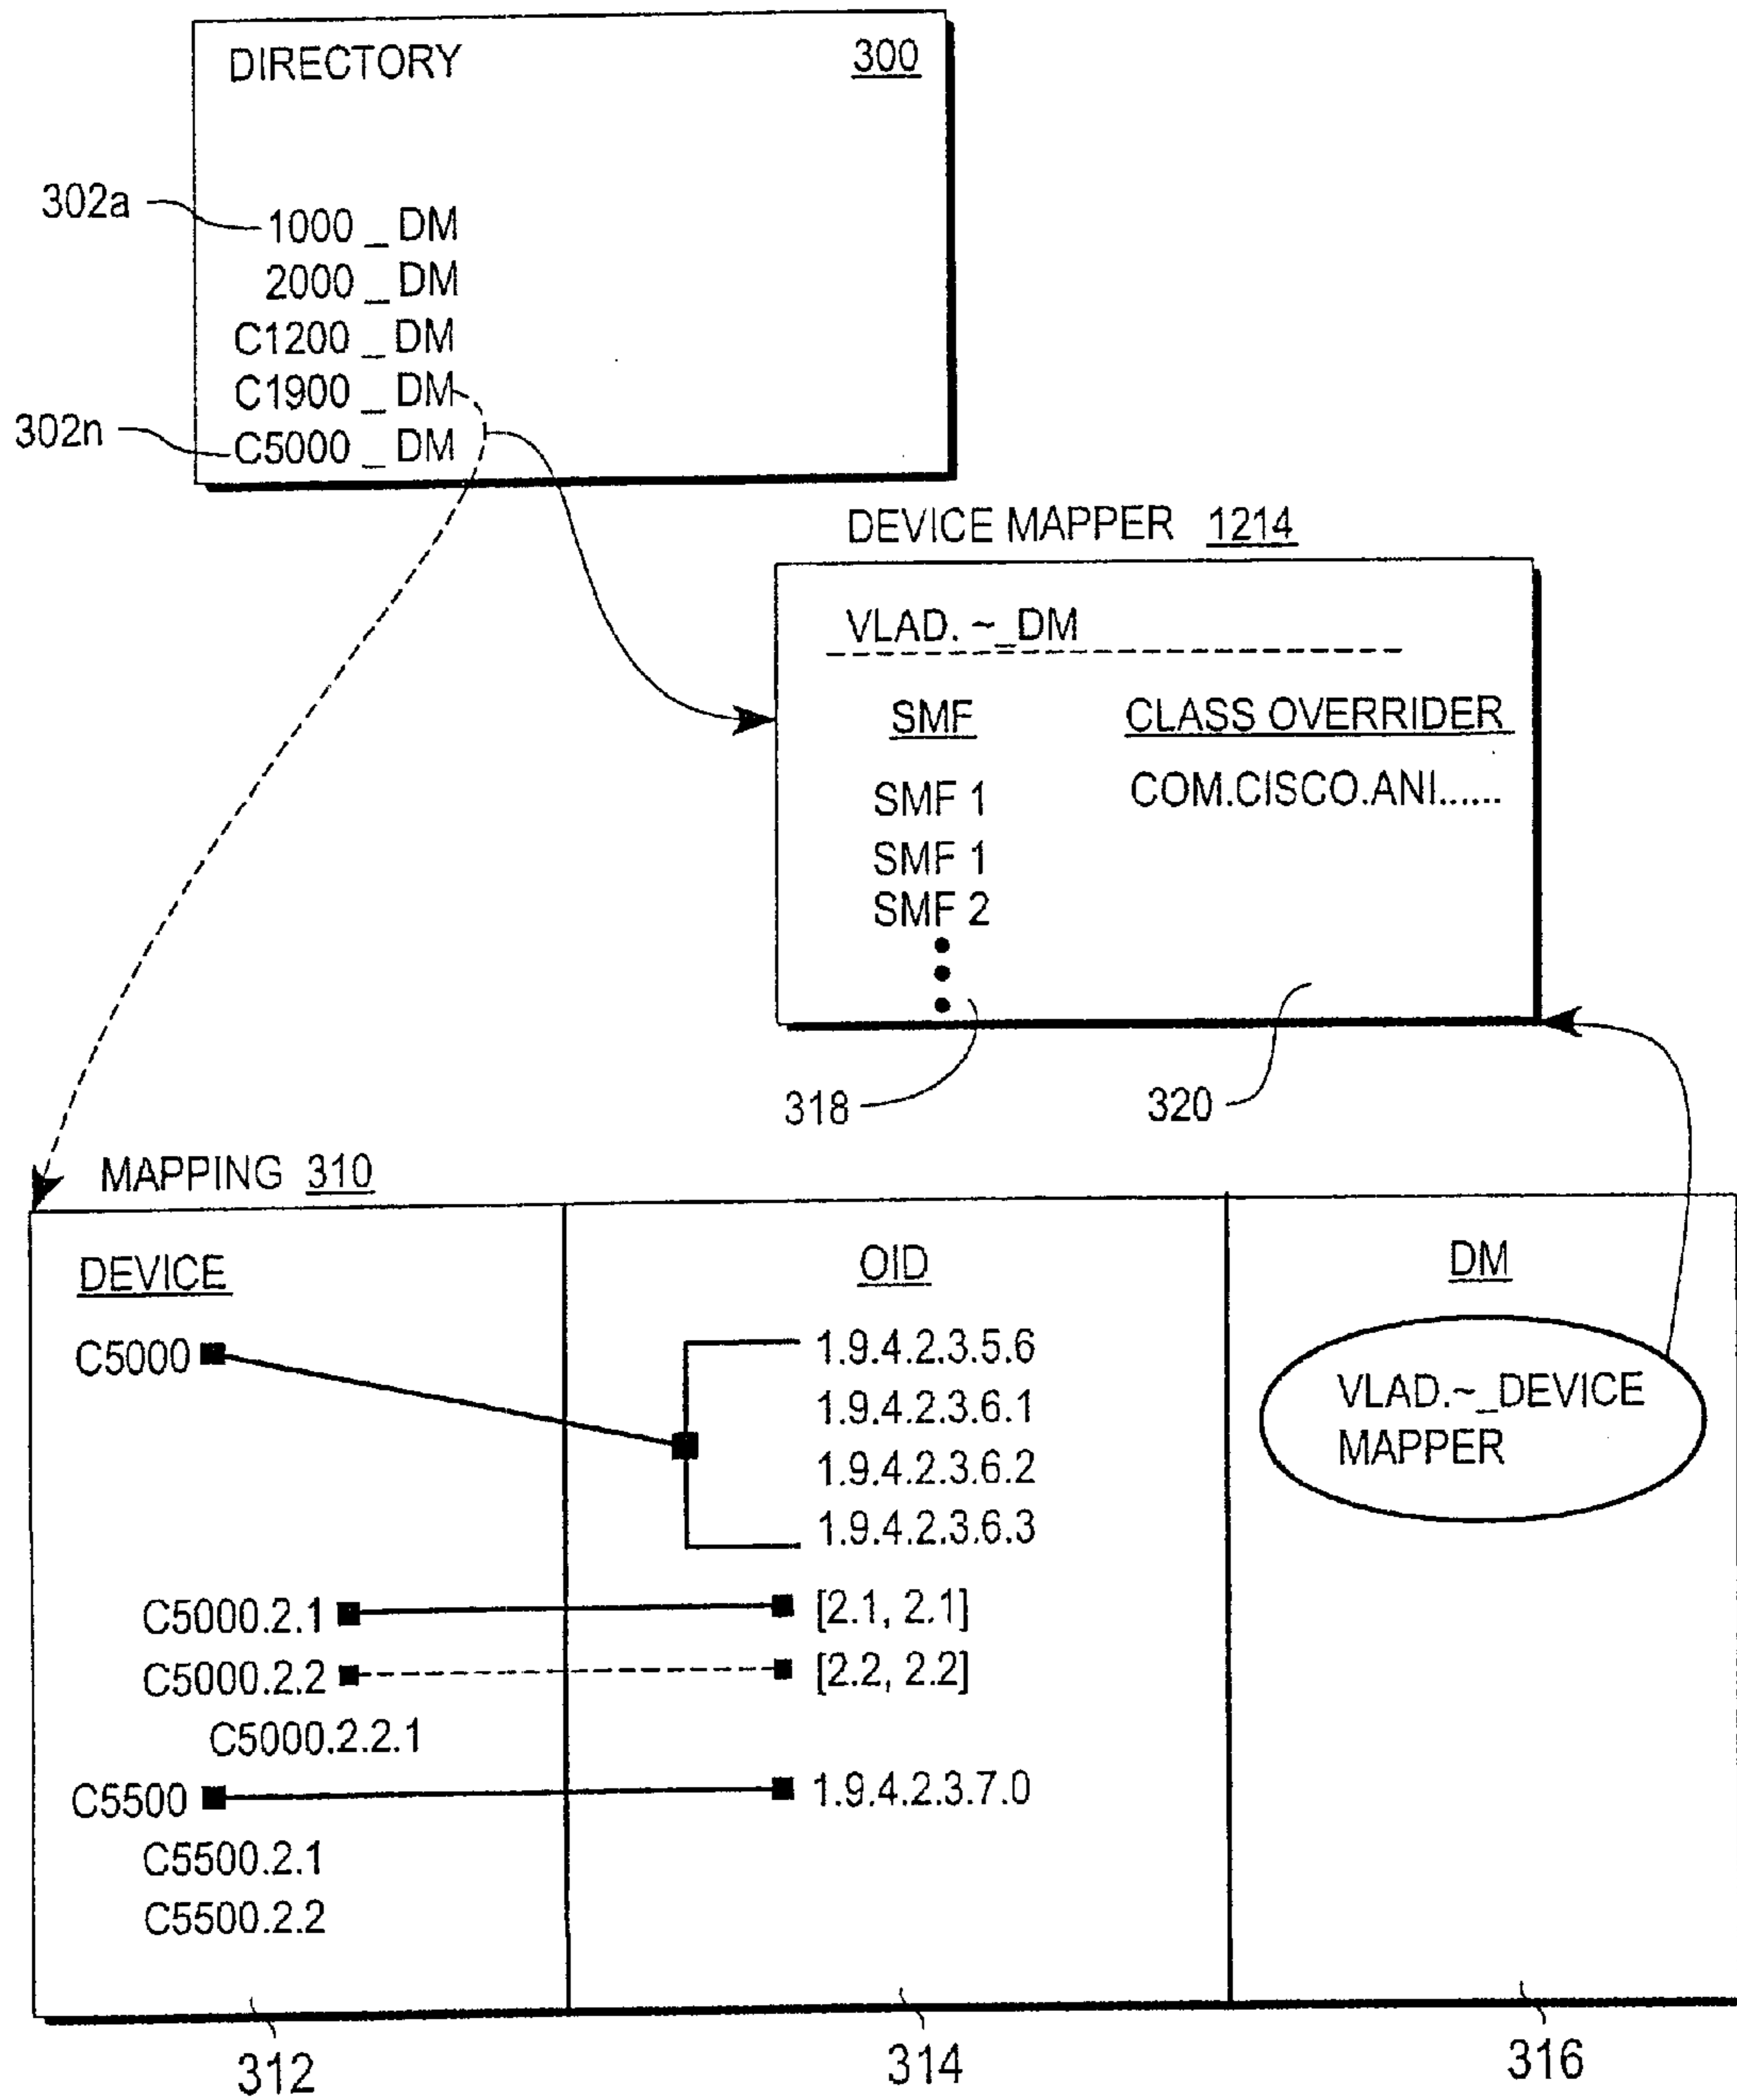 DIRECTORY 300
302a
1000 _ DM
2000 _ DM
C1200 _ DM
C1900 _ DM
302n
C5000 _ DM
DEVICE MAPPER 1214
VLAD. ~_DM
SMF CLASS OVERRIDER
SMF 1 COM.CISCO.ANI......
SMF 1
SMF 2
318 320
MAPPING 310
DEVICE OID DM
C5000 1.9.4.2.3.5.6
1.9.4.2.3.6.1
1.9.4.2.3.6.2
1.9.4.2.3.6.3
VLAD.~_DEVICE
MAPPER
C5000.2.1 [2.1, 2.1]
C5000.2.2 [2.2, 2.2]
C5000.2.2.1
C5500 1.9.4.2.3.7.0
C5500.2.1
C5500.2.2
312 314 316